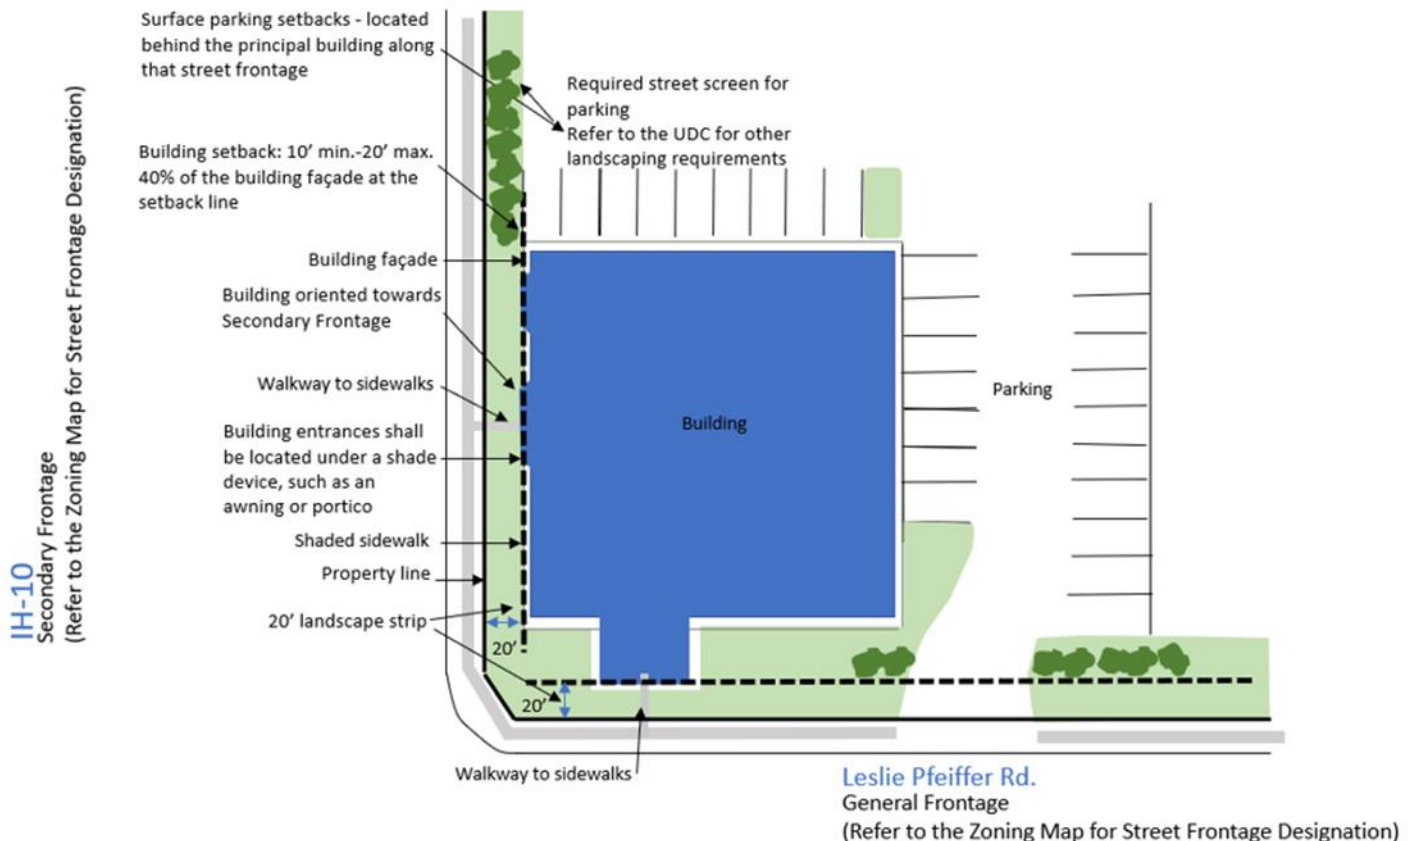 Surface parking setbacks - located
behind the principal building along
that street frontage
Required street screen for
parking
Refer to the UDC for other
landscaping requirements
Building setback: 10’ min.-20’ max.
40% of the building façade at the
setback line
Building façade
Building oriented towards
Secondary Frontage
Walkway to sidewalks
Building entrances shall
be located under a shade
device, such as an
awning or portico
Shaded sidewalk
Property line
20’ landscape strip
20’
20’
Building
Parking
Walkway to sidewalks
IH-10
Secondary Frontage
(Refer to the Zoning Map for Street Frontage Designation)
Leslie Pfeiffer Rd.
General Frontage
(Refer to the Zoning Map for Street Frontage Designation)